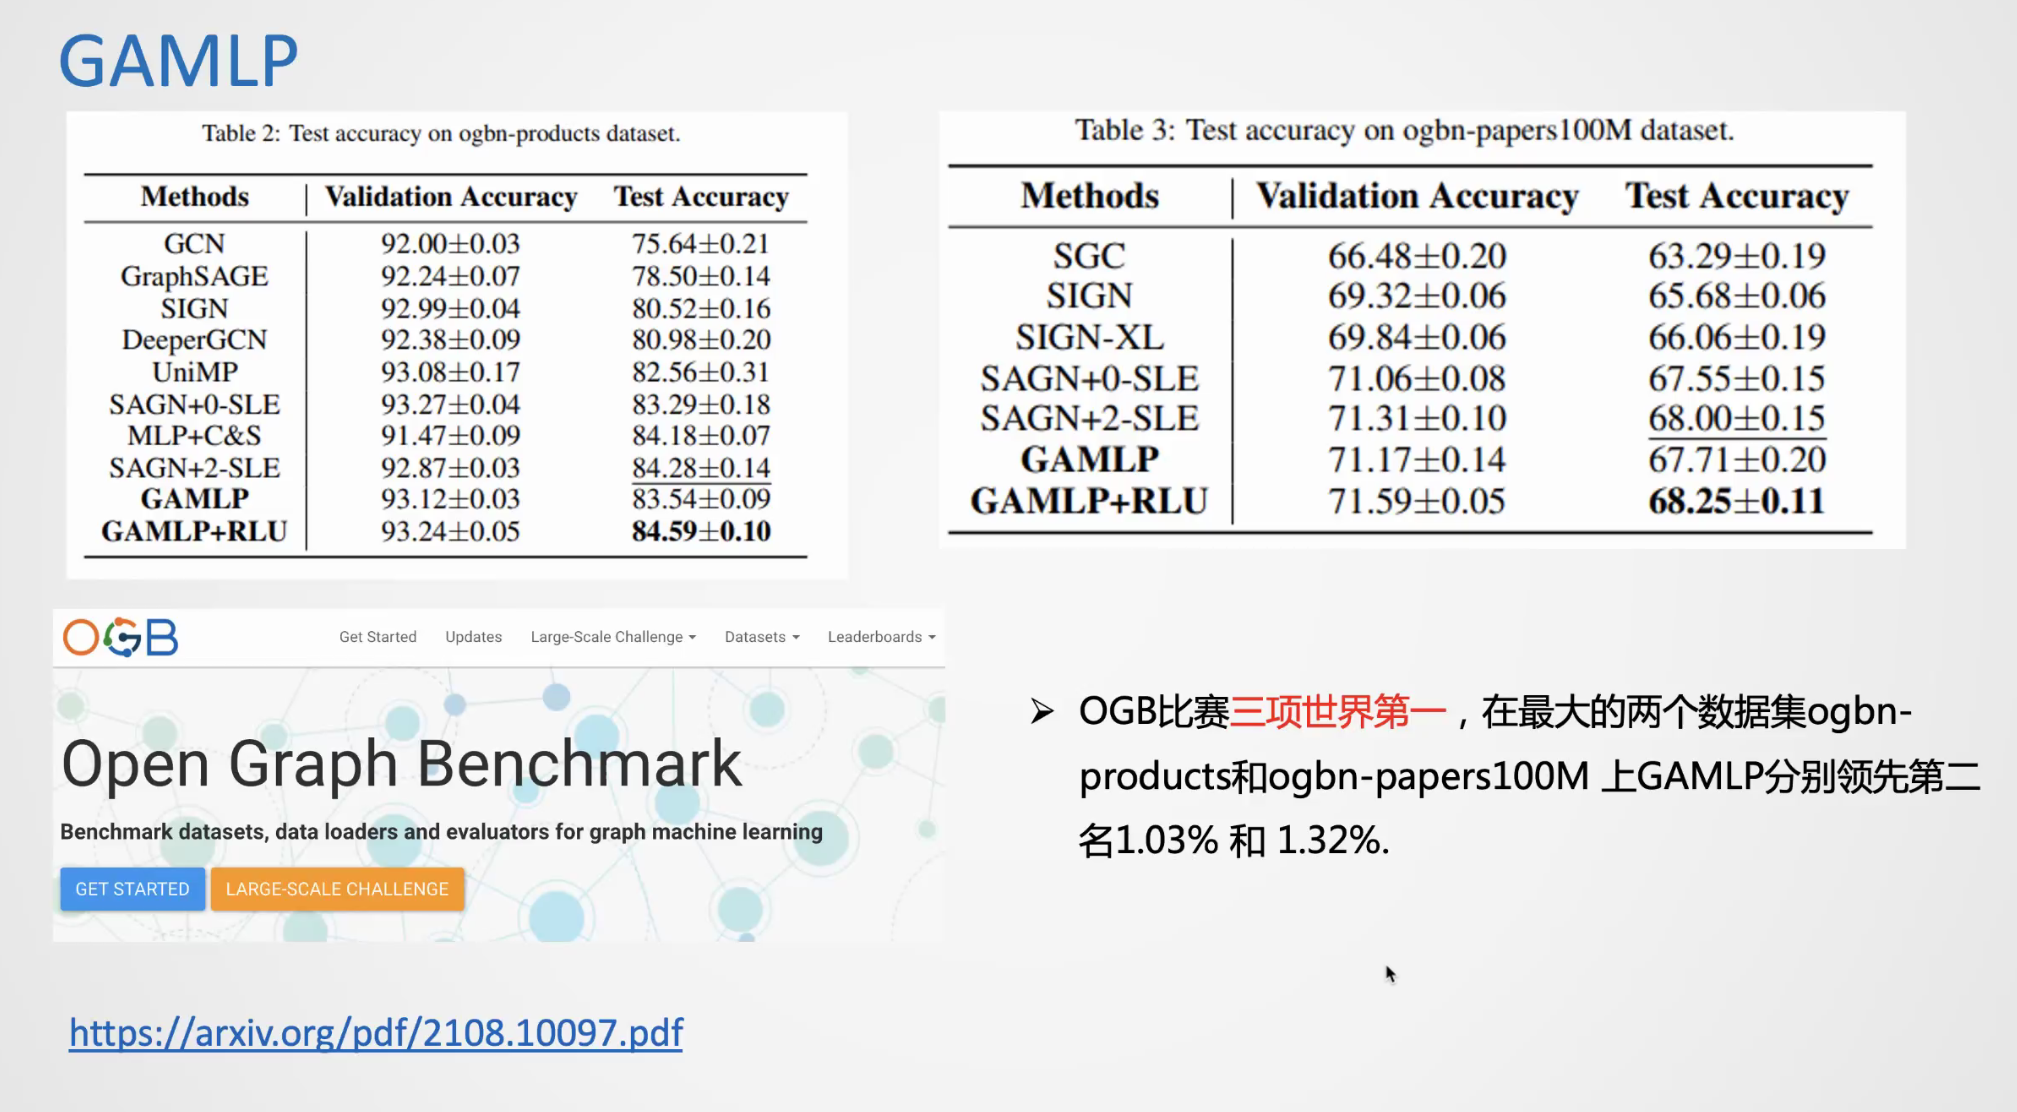 GAMLP
Table 2: Test accuracy on ogbn-products dataset.
Methods Validation Accuracy Test Accuracy
GCN 92.00±0.03 75.64±0.21
GraphSAGE 92.24±0.07 78.50±0.14
SIGN 92.99±0.04 80.52±0.16
DeeperGCN 92.38±0.09 80.98±0.20
UniMP 93.08±0.17 82.56±0.31
SAGN+0-SLE 93.27±0.04 83.29±0.18
MLP+C&S 91.47±0.09 84.18±0.07
SAGN+2-SLE 92.87±0.03 84.28±0.14
GAMLP 93.12±0.03 83.54±0.09
GAMLP+RLU 93.24±0.05 84.59±0.10
Table 3: Test accuracy on ogbn-papers100M dataset.
Methods Validation Accuracy Test Accuracy
SGC 66.48±0.20 63.29±0.19
SIGN 69.32±0.06 65.68±0.06
SIGN-XL 69.84±0.06 66.06±0.19
SAGN+0-SLE 71.06±0.08 67.55±0.15
SAGN+2-SLE 71.31±0.10 68.00±0.15
GAMLP 71.17±0.14 67.71±0.20
GAMLP+RLU 71.59±0.05 68.25±0.11
OGB Get Started Updates Large-Scale Challenge Datasets Leaderboards
Open Graph Benchmark
Benchmark datasets, data loaders and evaluators for graph machine learning
GET STARTED LARGE-SCALE CHALLENGE
➢ OGB比赛三项世界第一，在最大的两个数据集ogbn-
products和ogbn-papers100M 上GAMLP分别领先第二
名1.03% 和 1.32%.
https://arxiv.org/pdf/2108.10097.pdf